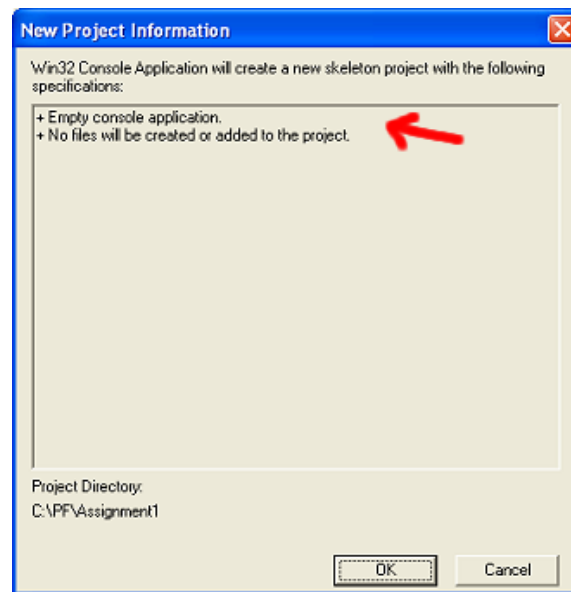 New Project Information
Win32 Console Application will create a new skeleton project with the following
specifications:
+ Empty console application.
+ No files will be created or added to the project.
Project Directory:
C:\PF\Assignment1
OK
Cancel